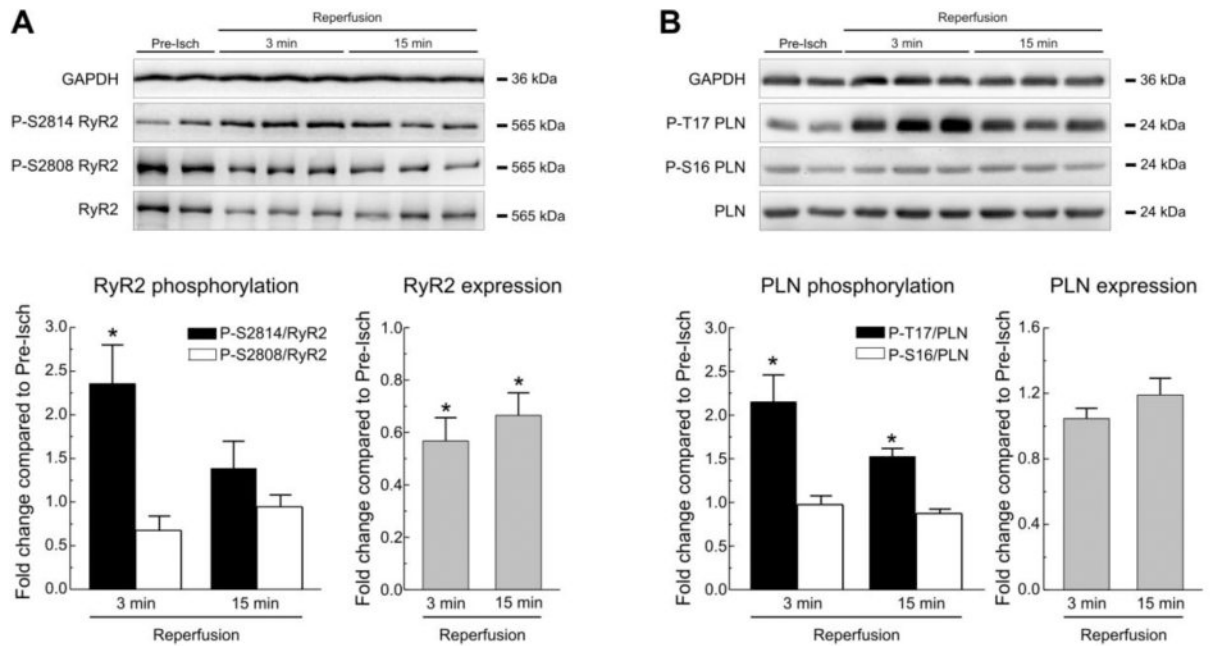 A
Reperfusion
Pre-Isch 3 min 15 min
GAPDH 36 kDa
P-S2814 RyR2 565 kDa
P-S2808 RyR2 565 kDa
RyR2 565 kDa
RyR2 phosphorylation
Fold change compared to Pre-Isch
3.0
2.5
2.0
1.5
1.0
0.5
0.0
P-S2814/RyR2
P-S2808/RyR2
*
3 min 15 min
Reperfusion
RyR2 expression
Fold change compared to Pre-Isch
1.0
0.8
0.6
0.4
0.2
0.0
* *
3 min 15 min
Reperfusion
B
Reperfusion
Pre-Isch 3 min 15 min
GAPDH 36 kDa
P-T17 PLN 24 kDa
P-S16 PLN 24 kDa
PLN 24 kDa
PLN phosphorylation
Fold change compared to Pre-Isch
3.0
2.5
2.0
1.5
1.0
0.5
0.0
P-T17/PLN
P-S16/PLN
* *
3 min 15 min
Reperfusion
PLN expression
Fold change compared to Pre-Isch
1.6
1.2
0.8
0.4
0.0
3 min 15 min
Reperfusion